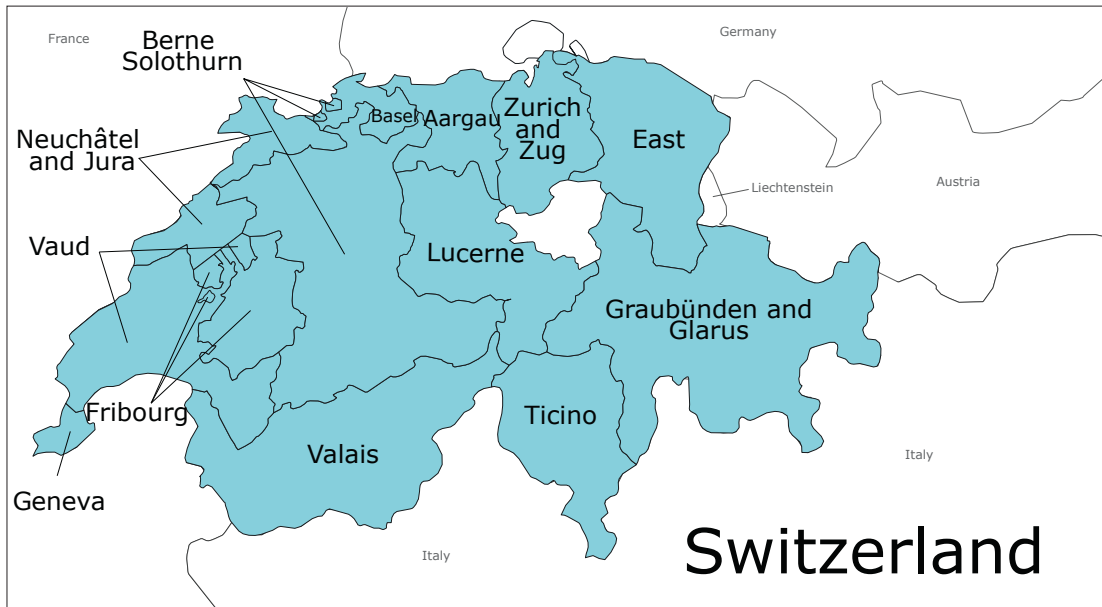 France
Germany
Berne
Solothurn
Neuchâtel
and Jura
Basel
Aargau
Zurich
and
Zug
East
Liechtenstein
Austria
Vaud
Lucerne
Graubünden and
Glarus
Fribourg
Ticino
Valais
Italy
Geneva
Italy
Switzerland